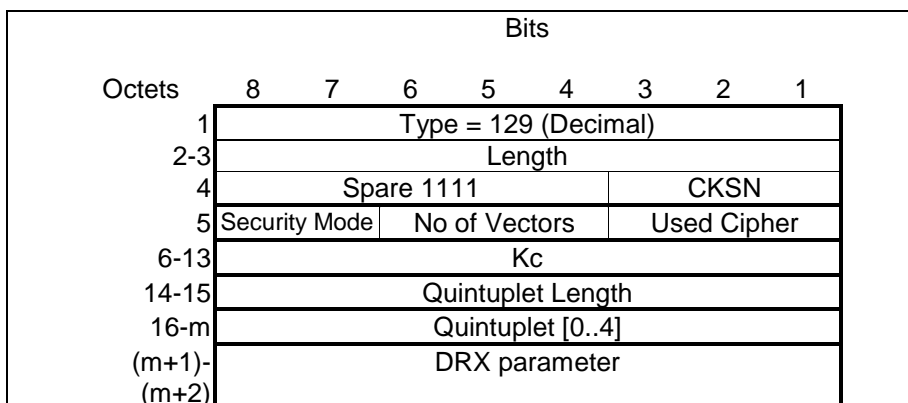 Bits
Octets 8 7 6 5 4 3 2 1
1 Type = 129 (Decimal)
2-3 Length
4 Spare 1111 CKSN
5 Security Mode No of Vectors Used Cipher
6-13 Kc
14-15 Quintuplet Length
16-m Quintuplet [0..4]
(m+1)- DRX parameter
(m+2)